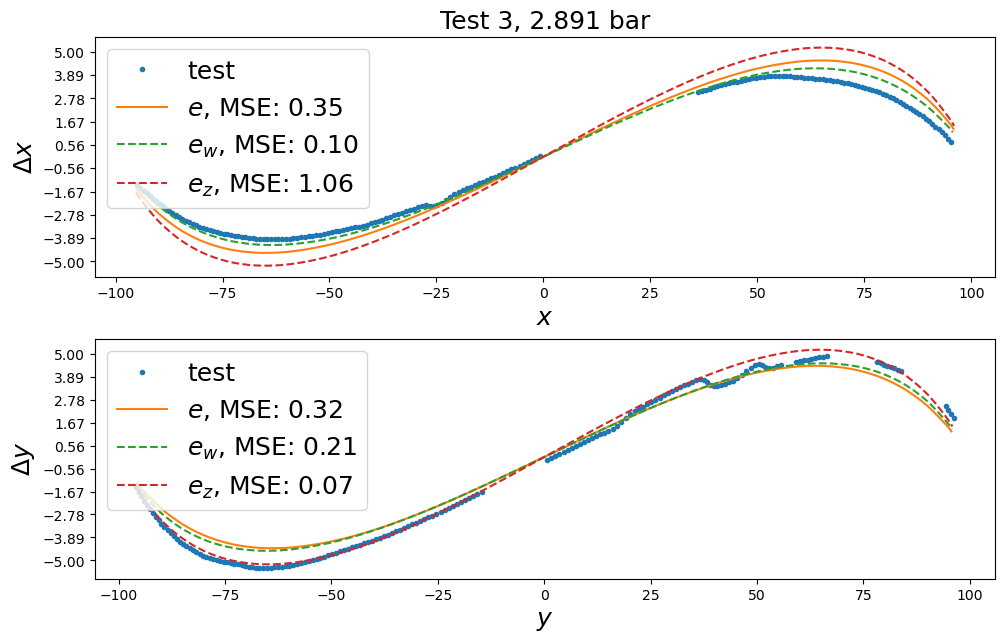 Test 3, 2.891 bar
5.00
3.89
2.78
1.67
0.56
−0.56
−1.67
−2.78
−3.89
−5.00
Δx
test
e, MSE: 0.35
e_w, MSE: 0.10
e_z, MSE: 1.06
−100 −75 −50 −25 0 25 50 75 100
x
5.00
3.89
2.78
1.67
0.56
−0.56
−1.67
−2.78
−3.89
−5.00
Δy
test
e, MSE: 0.32
e_w, MSE: 0.21
e_z, MSE: 0.07
−100 −75 −50 −25 0 25 50 75 100
y